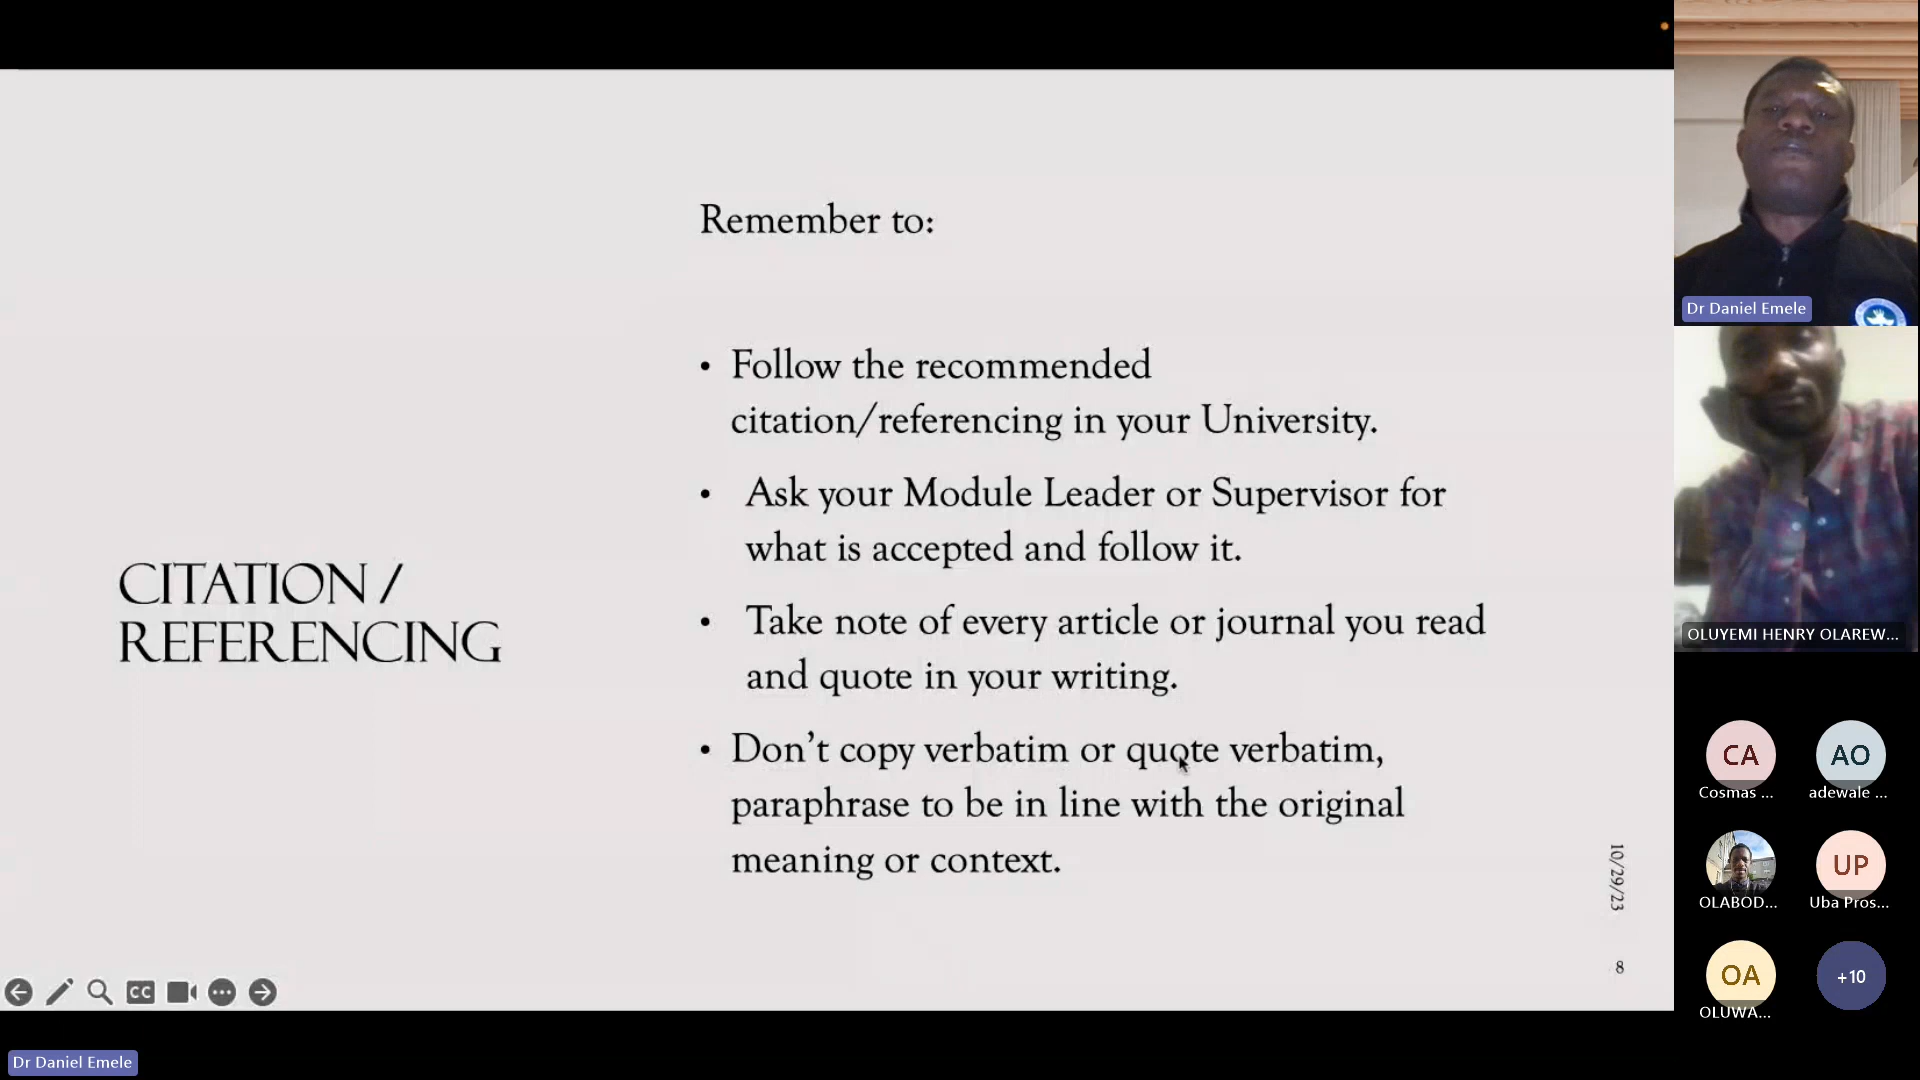 Remember to:
• Follow the recommended
citation/referencing in your University.
• Ask your Module Leader or Supervisor for
what is accepted and follow it.
• Take note of every article or journal you read
and quote in your writing.
• Don't copy verbatim or quote verbatim,
paraphrase to be in line with the original
meaning or context.
CITATION /
REFERENCING
10/29/23
8
CC
Dr Daniel Emele
Dr Daniel Emele
OLUYEMI HENRY OLAREW...
CA
Cosmas ...
AO
adewale ...
OLABOD...
UP
Uba Pros...
OA
OLUWA...
+10